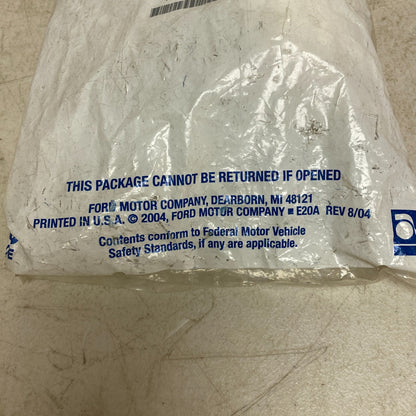 THIS PACKAGE CANNOT BE RETURNED IF OPENED
FORD MOTOR COMPANY, DEARBORN, MI 48121
PRINTED IN U.S.A. © 2004, FORD MOTOR COMPANY ■ E20A REV 8/04
Contents conform to Federal Motor Vehicle
Safety Standards, if any are applicable.